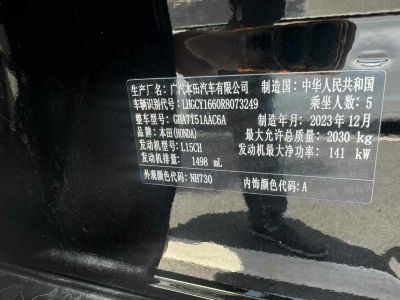 生产厂名：广汽本田汽车有限公司 制造国：中华人民共和国
车辆识别代号：LHGCY1660R8073249 乘坐人数：5
整车型号：GHA7151AAC6A 制造年月：2023年12月
品牌：本田(HONDA) 最大允许总质量：2030 kg
发动机型号：L15CH 发动机最大净功率：141 kW
发动机排量：1498 mL
外观颜色代码：NH730 内饰颜色代码：A